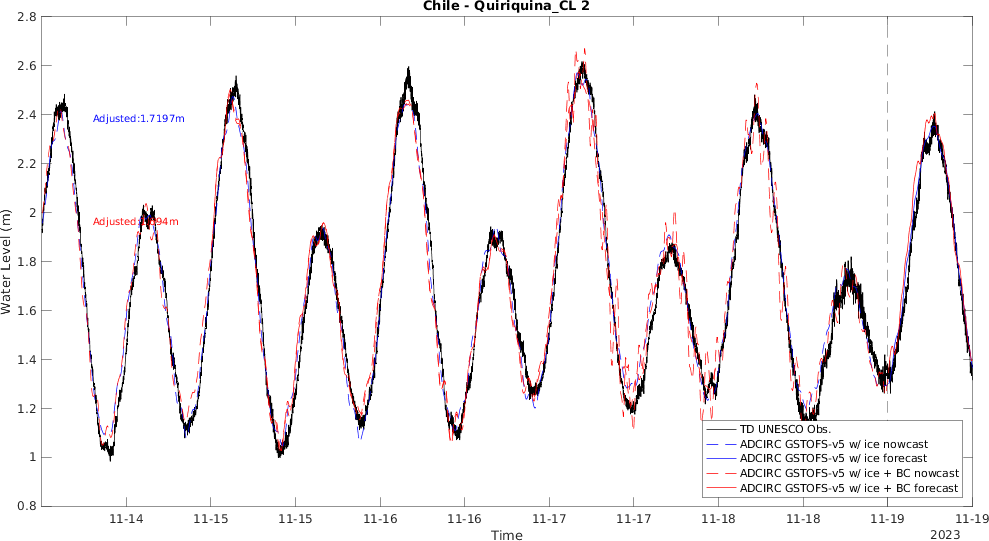 Chile - Quiriquina_CL 2
2.8
2.6
2.4
2.2
2
1.8
1.6
1.4
1.2
1
0.8
Water Level (m)
Adjusted:1.7197m
TD UNESCO Obs.
ADCIRC GSTOFS-v5 w/ ice nowcast
ADCIRC GSTOFS-v5 w/ ice forecast
ADCIRC GSTOFS-v5 w/ ice + BC nowcast
ADCIRC GSTOFS-v5 w/ ice + BC forecast
11-14 11-15 11-15 11-16 11-16 11-17 11-17 11-18 11-18 11-19 11-19
Time
2023